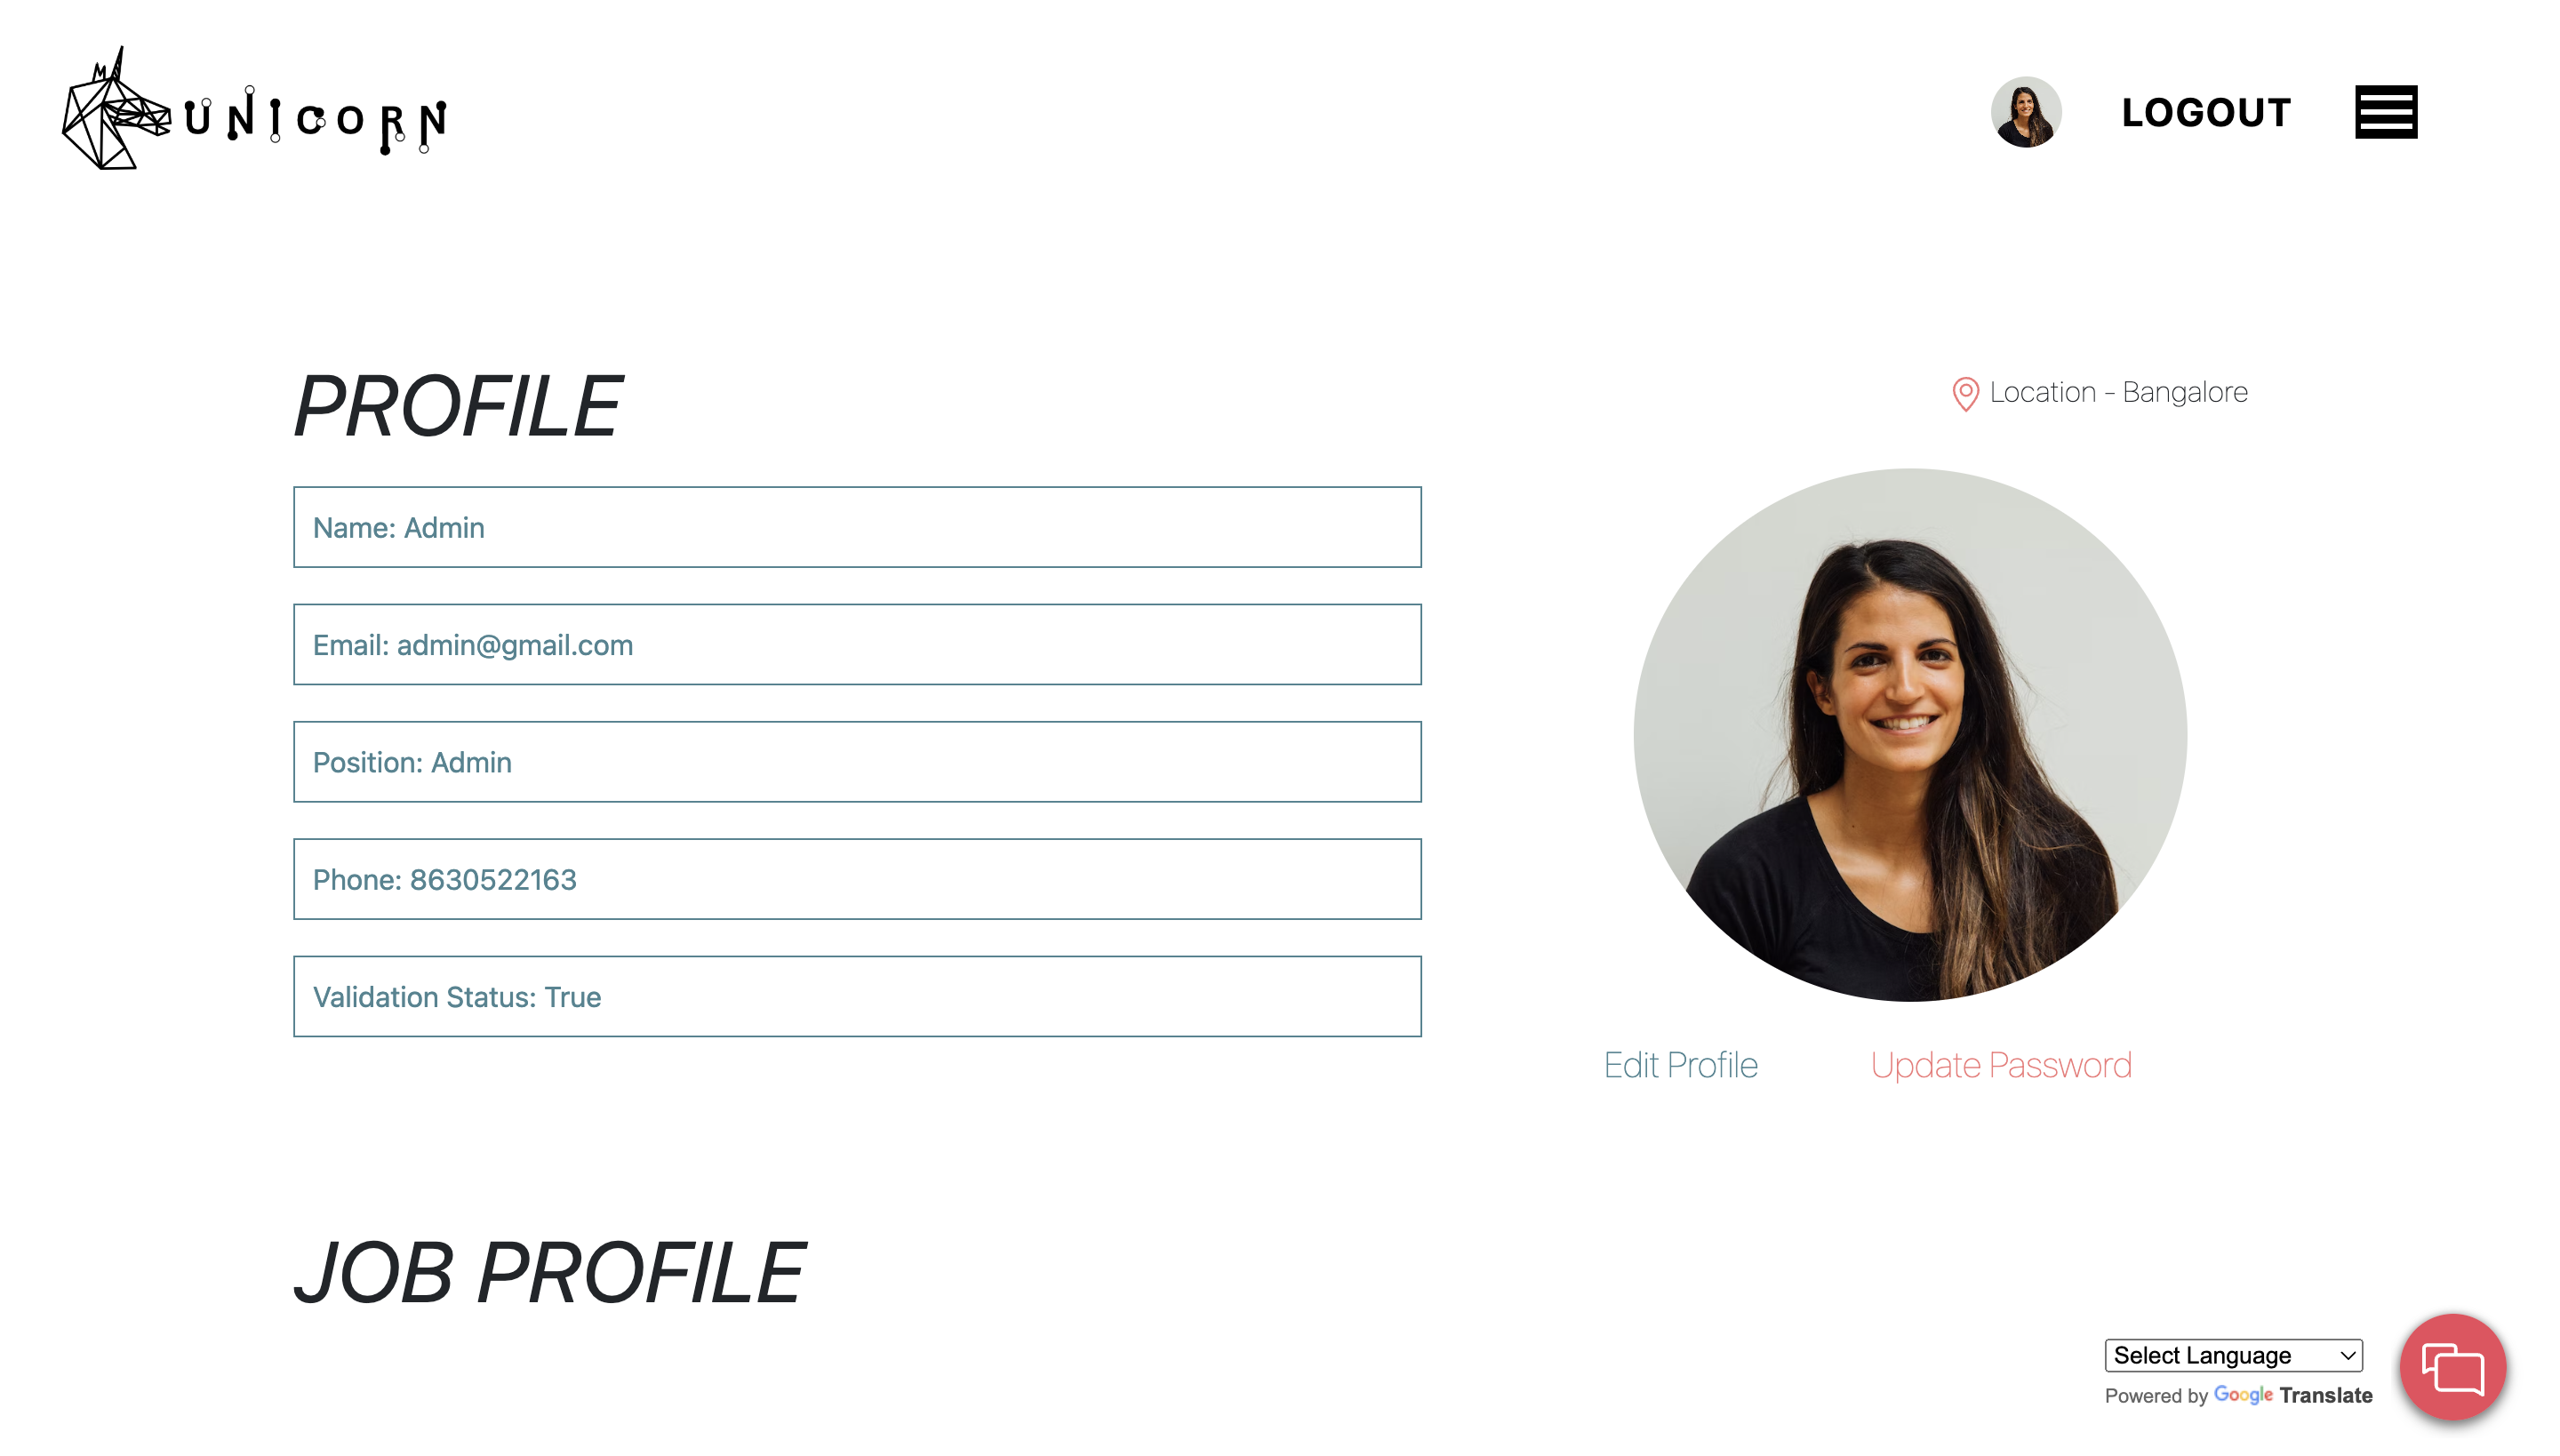 UNICORN
LOGOUT
PROFILE
Location - Bangalore
Name: Admin
Email: admin@gmail.com
Position: Admin
Phone: 8630522163
Validation Status: True
Edit Profile
Update Password
JOB PROFILE
Select Language
Powered by Google Translate